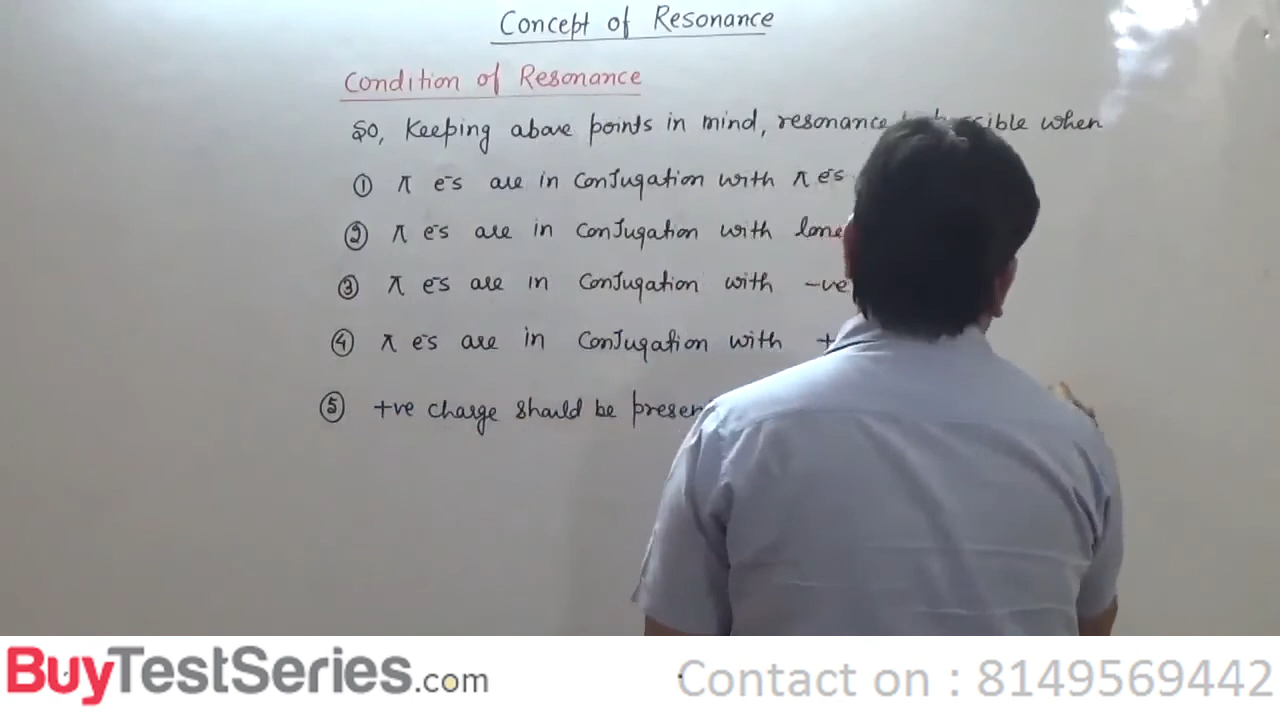 Concept of Resonance
Condition of Resonance
So, Keeping above points in mind, resonance when
① π e⁻s are in conJugation with π e⁻s
② π e⁻s are in conJugation with lone
③ π e⁻s are in conJugation with -ve
④ π e⁻s are in conJugation with
⑤ +ve charge should be
BuyTestSeries.com
Contact on : 8149569442